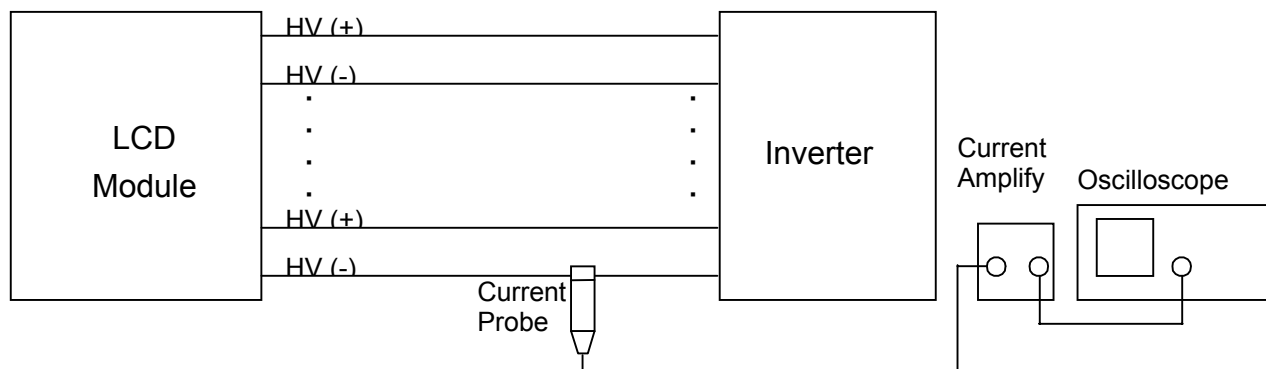 HV (+)
HV (-)
LCD
Module
Inverter
Current
Amplify
Oscilloscope
HV (+)
HV (-)
Current
Probe